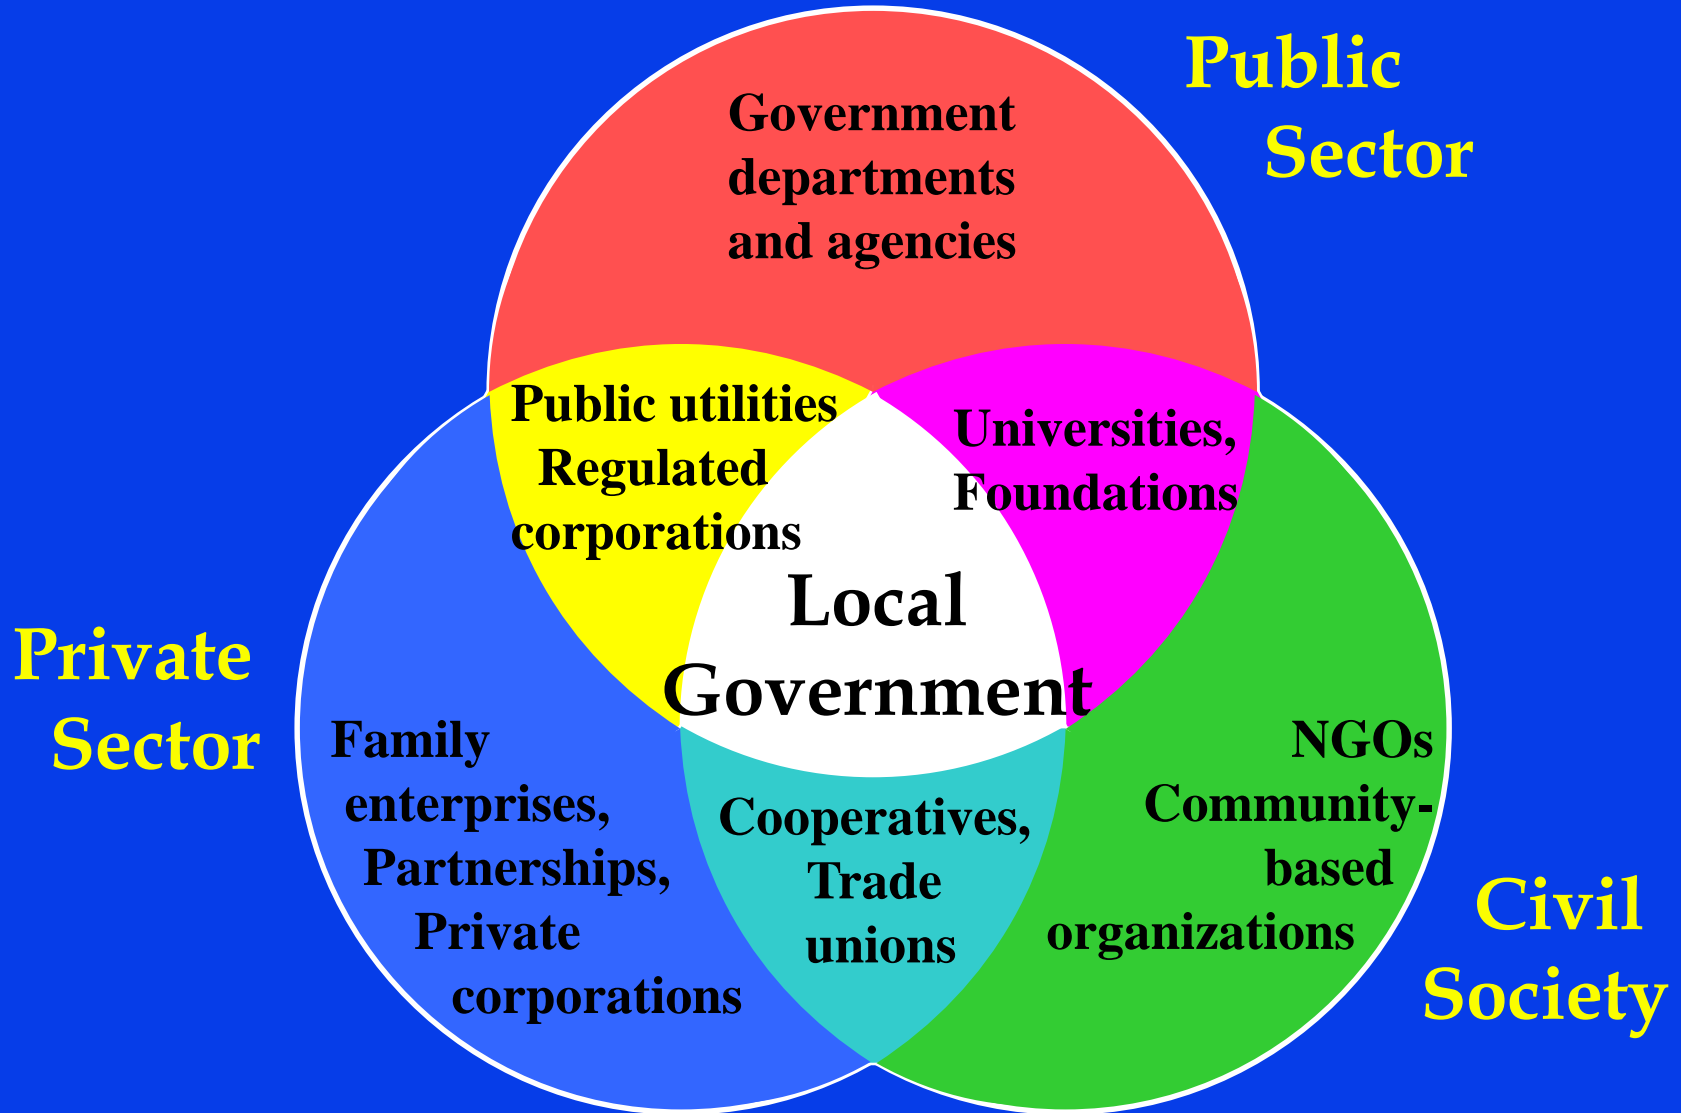 Public
Sector
Government
departments
and agencies
Public utilities
Regulated
corporations
Universities,
Foundations
Local
Government
Private
Sector
Family
enterprises,
Partnerships,
Private
corporations
Cooperatives,
Trade
unions
NGOs
Community-
based
organizations
Civil
Society